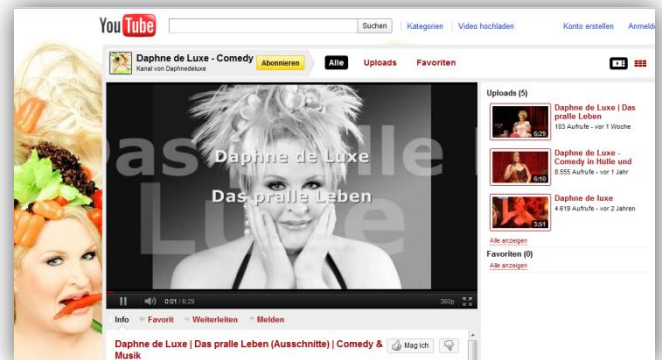 YouTube
Suchen
Kategorien
Video hochladen
Konto erstellen
Anmelde
Daphne de Luxe - Comedy
Kanal von Daphnedeluxe
Abonnieren
Alle
Uploads
Favoriten
Das pralle Le
Luxe
Daphne de Luxe
Das pralle Leben
0:01 / 6:29
360p
Info
Favorit
Weiterleiten
Melden
Daphne de Luxe | Das pralle Leben (Ausschnitte) | Comedy &
Musik
Mag ich
Uploads (5)
6:29
Daphne de Luxe | Das
pralle Leben
183 Aufrufe - vor 1 Woche
6:10
Daphne de Luxe -
Comedy in Hülle und
8.555 Aufrufe - vor 1 Jahr
3:51
Daphne de luxe
4.619 Aufrufe - vor 2 Jahren
Alle anzeigen
Favoriten (0)
Alle anzeigen